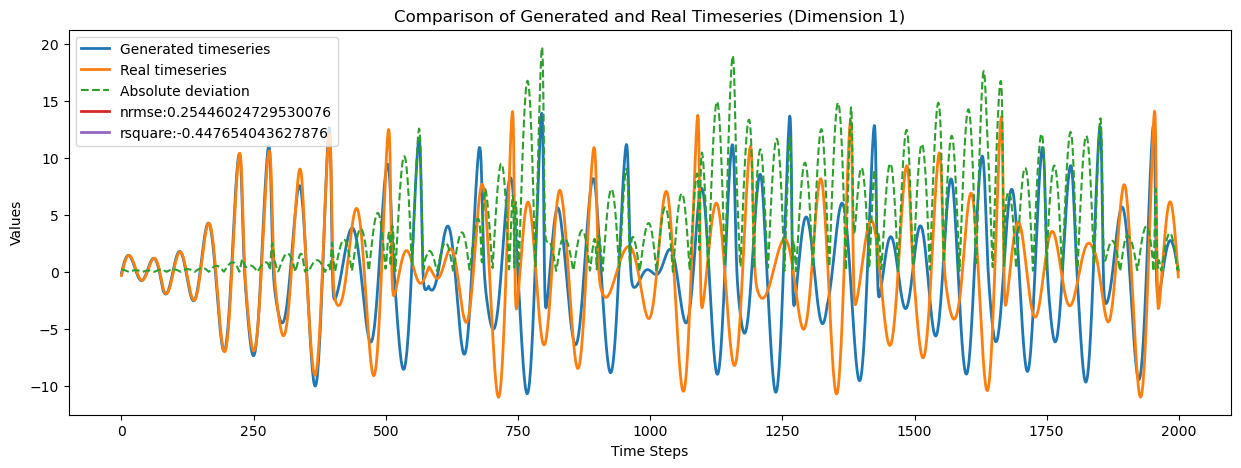 Comparison of Generated and Real Timeseries (Dimension 1)
Generated timeseries
Real timeseries
Absolute deviation
nrmse:0.254460247295300​76
rsquare:-0.447654043627876
Values
20
15
10
5
0
−5
−10
0
250
500
750
1000
1250
1500
1750
2000
Time Steps